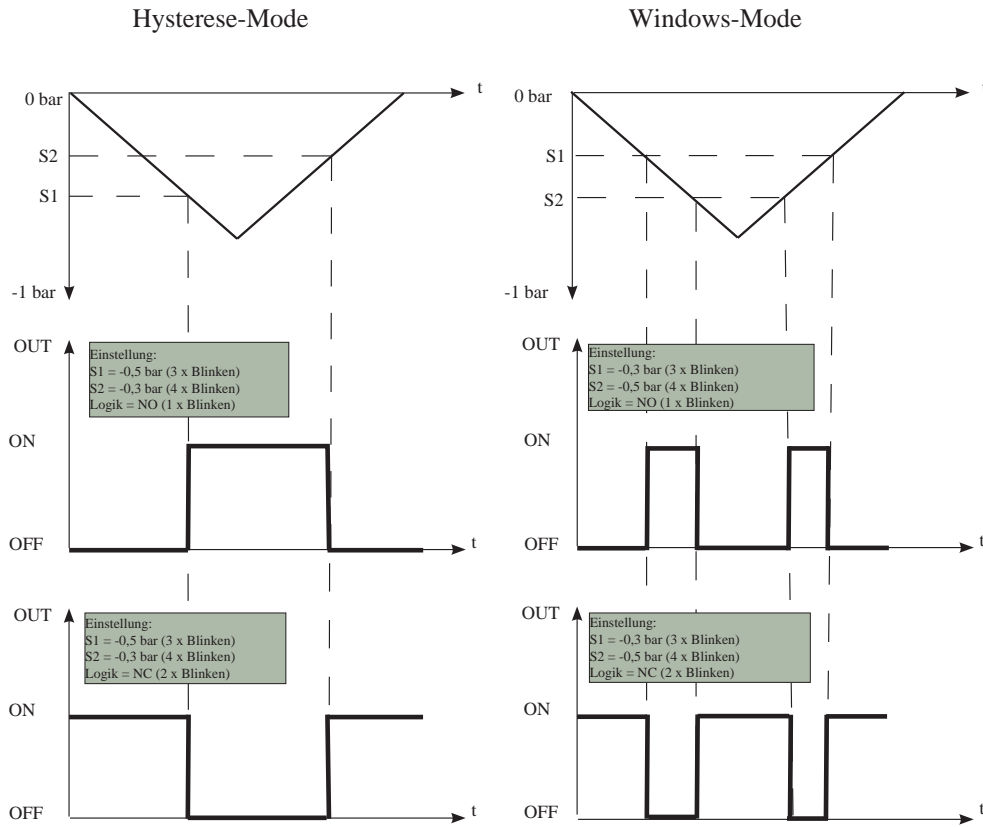 Hysterese-Mode
Windows-Mode
0 bar
t
S2
S1
-1 bar
0 bar
t
S1
S2
-1 bar
OUT
Einstellung:
S1 = -0,5 bar (3 x Blinken)
S2 = -0,3 bar (4 x Blinken)
Logik = NO (1 x Blinken)
ON
OFF
t
OUT
Einstellung:
S1 = -0,3 bar (3 x Blinken)
S2 = -0,5 bar (4 x Blinken)
Logik = NO (1 x Blinken)
ON
OFF
t
OUT
Einstellung:
S1 = -0,5 bar (3 x Blinken)
S2 = -0,3 bar (4 x Blinken)
Logik = NC (2 x Blinken)
ON
OFF
t
OUT
Einstellung:
S1 = -0,3 bar (3 x Blinken)
S2 = -0,5 bar (4 x Blinken)
Logik = NC (2 x Blinken)
ON
OFF
t